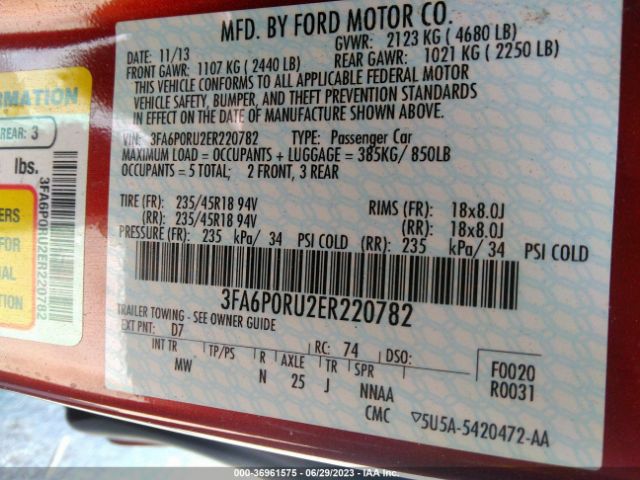 MFD. BY FORD MOTOR CO.
DATE: 11/13 GVWR: 2123 KG ( 4680 LB)
FRONT GAWR: 1107 KG ( 2440 LB) REAR GAWR: 1021 KG ( 2250 LB)
THIS VEHICLE CONFORMS TO ALL APPLICABLE FEDERAL MOTOR
VEHICLE SAFETY, BUMPER, AND THEFT PREVENTION STANDARDS
IN EFFECT ON THE DATE OF MANUFACTURE SHOWN ABOVE.
VIN: 3FA6P0RU2ER220782 TYPE: Passenger Car
MAXIMUM LOAD = OCCUPANTS + LUGGAGE = 385KG/ 850LB
OCCUPANTS = 5 TOTAL; 2 FRONT, 3 REAR
TIRE (FR): 235/45R18 94V RIMS (FR): 18x8.0J
(RR): 235/45R18 94V (RR): 18x8.0J
PRESSURE (FR): 235 kPa/ 34 PSI COLD (RR): 235 kPa/ 34 PSI COLD
3FA6P0RU2ER220782
TRAILER TOWING - SEE OWNER GUIDE
EXT PNT: D7 RC: 74 DSO:
INT TR TP/PS R AXLE TR SPR
MW N 25 J NNAA
CMC
F0020
R0031
▽5U5A-5420472-AA
REAR: 3
lbs.
3FA6P0RU2ER220782
FOR
000-36961575 - 06/29/2023 - IAA Inc.